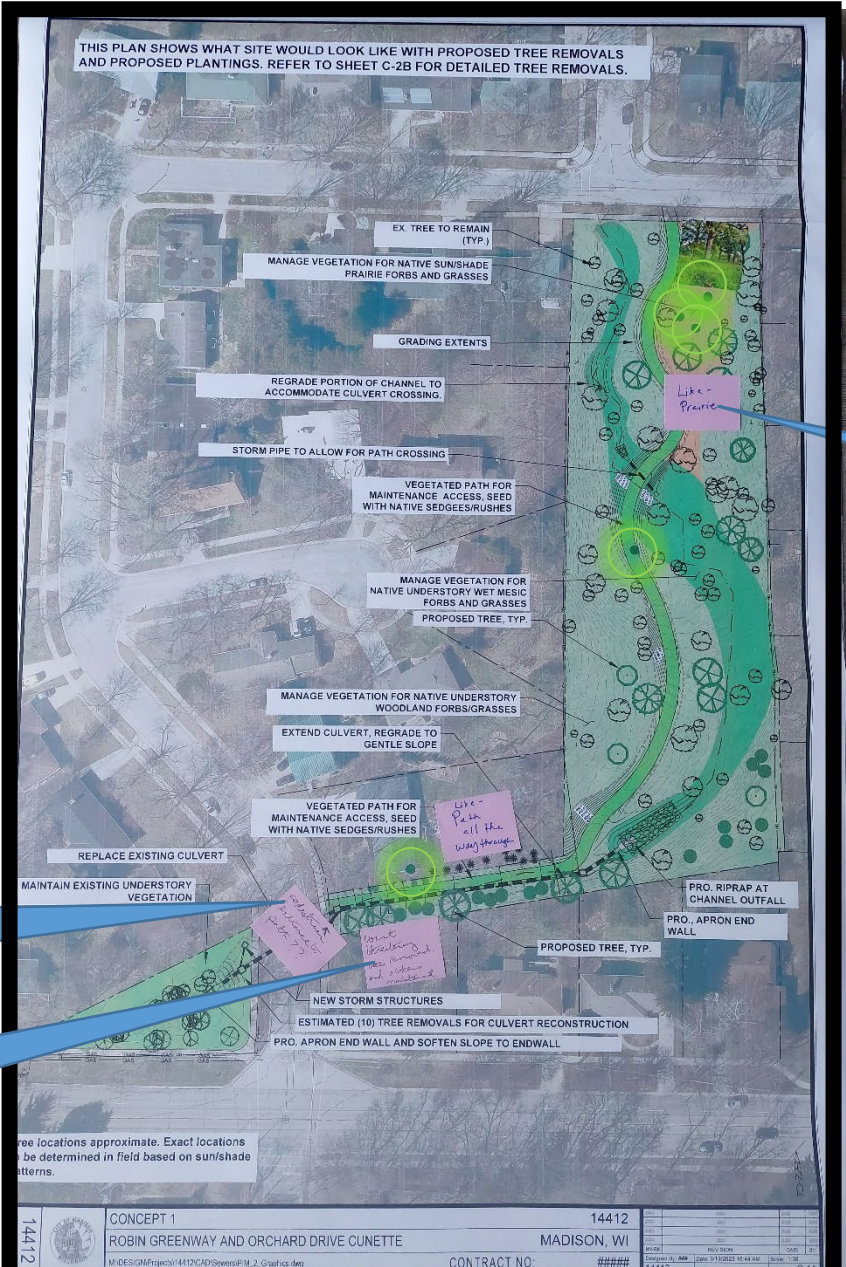 THIS PLAN SHOWS WHAT SITE WOULD LOOK LIKE WITH PROPOSED TREE REMOVALS
AND PROPOSED PLANTINGS. REFER TO SHEET C-2B FOR DETAILED TREE REMOVALS.
EX. TREE TO REMAIN
(TYP.)
MANAGE VEGETATION FOR NATIVE SUN/SHADE
PRAIRIE FORBS AND GRASSES
GRADING EXTENTS
REGRADE PORTION OF CHANNEL TO
ACCOMMODATE CULVERT CROSSING.
Like-
Prairie
STORM PIPE TO ALLOW FOR PATH CROSSING
VEGETATED PATH FOR
MAINTENANCE ACCESS, SEED
WITH NATIVE SEDGEES/RUSHES
MANAGE VEGETATION FOR
NATIVE UNDERSTORY WET MESIC
FORBS AND GRASSES
PROPOSED TREE, TYP.
MANAGE VEGETATION FOR NATIVE UNDERSTORY
WOODLAND FORBS/GRASSES
EXTEND CULVERT, REGRADE TO
GENTLE SLOPE
VEGETATED PATH FOR
MAINTENANCE ACCESS, SEED
WITH NATIVE SEDGES/RUSHES
Like-
Path
all the
way through
REPLACE EXISTING CULVERT
MAINTAIN EXISTING UNDERSTORY
VEGETATION
PRO. RIPRAP AT
CHANNEL OUTFALL
PRO., APRON END
WALL
PROPOSED TREE, TYP.
NEW STORM STRUCTURES
ESTIMATED (10) TREE REMOVALS FOR CULVERT RECONSTRUCTION
PRO. APRON END WALL AND SOFTEN SLOPE TO ENDWALL
GAS GAS GAS
ree locations approximate. Exact locations
be determined in field based on sun/shade
atterns.
14412
CONCEPT 1
14412
ROBIN GREENWAY AND ORCHARD DRIVE CUNETTE
MADISON, WI
CONTRACT NO:
#####
MARK
REVISION
DATE
BY